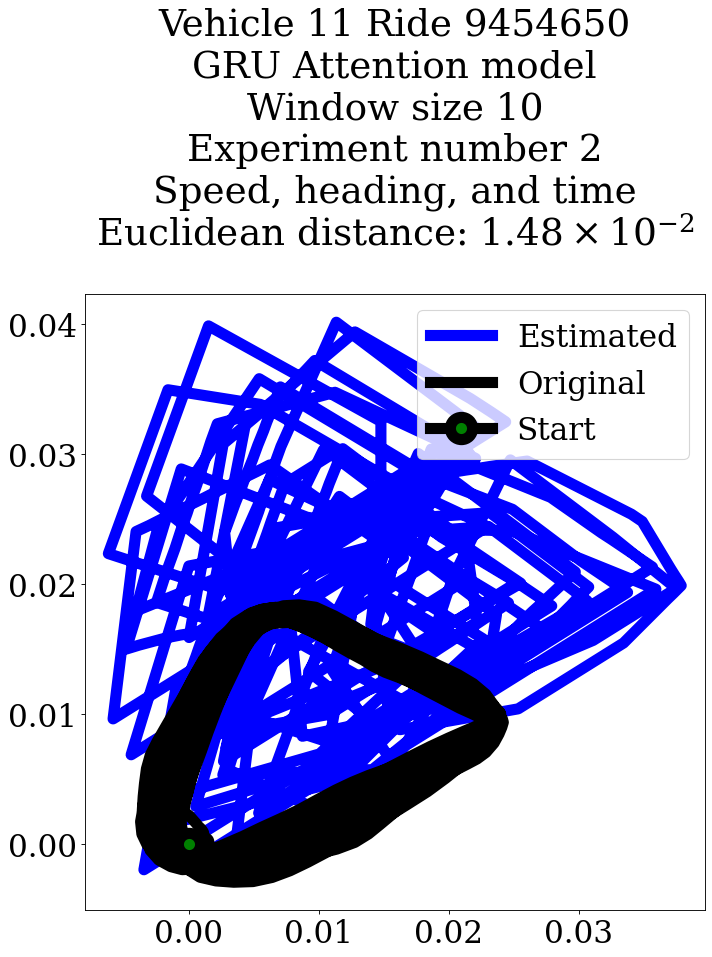 Vehicle 11 Ride 9454650
GRU Attention model
Window size 10
Experiment number 2
Speed, heading, and time
Euclidean distance: 1.48 × 10⁻²
0.04
0.03
0.02
0.01
0.00
Estimated
Original
Start
0.00 0.01 0.02 0.03